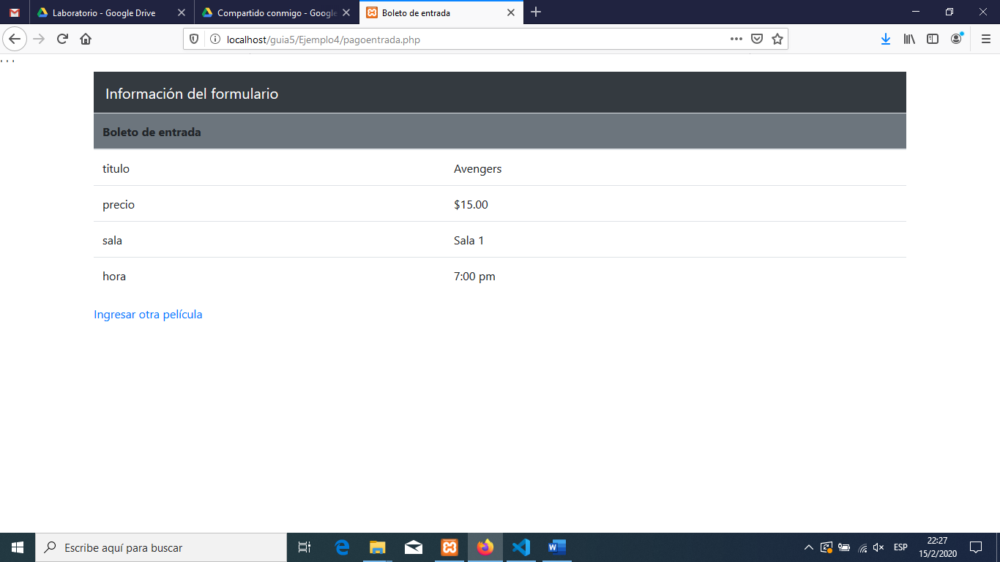 Laboratorio - Google Drive
Compartido conmigo - Google
Boleto de entrada
localhost/guia5/Ejemplo4/pagoentrada.php
Información del formulario
Boleto de entrada
titulo Avengers
precio $15.00
sala Sala 1
hora 7:00 pm
Ingresar otra película
Escribe aquí para buscar
ESP
22:27
15/2/2020